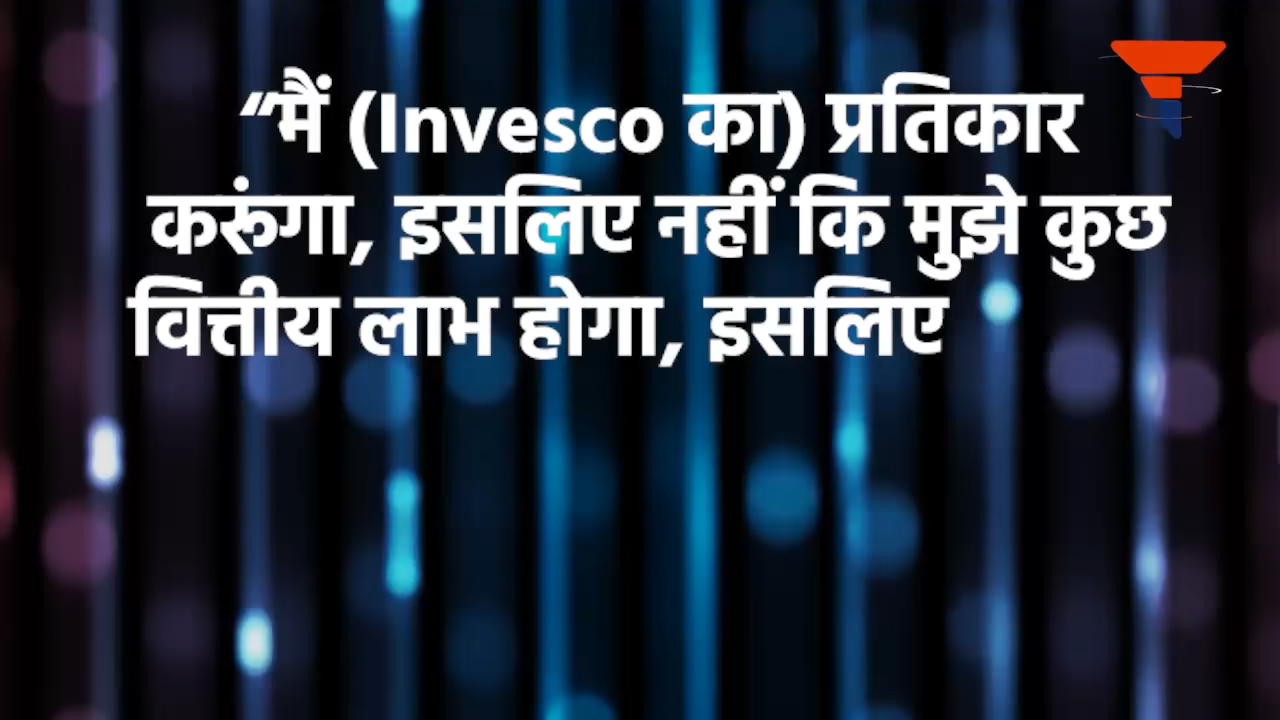 “मैं (Invesco का) प्रतिकार
करूंगा, इसलिए नहीं कि मुझे कुछ
वित्तीय लाभ होगा, इसलिए